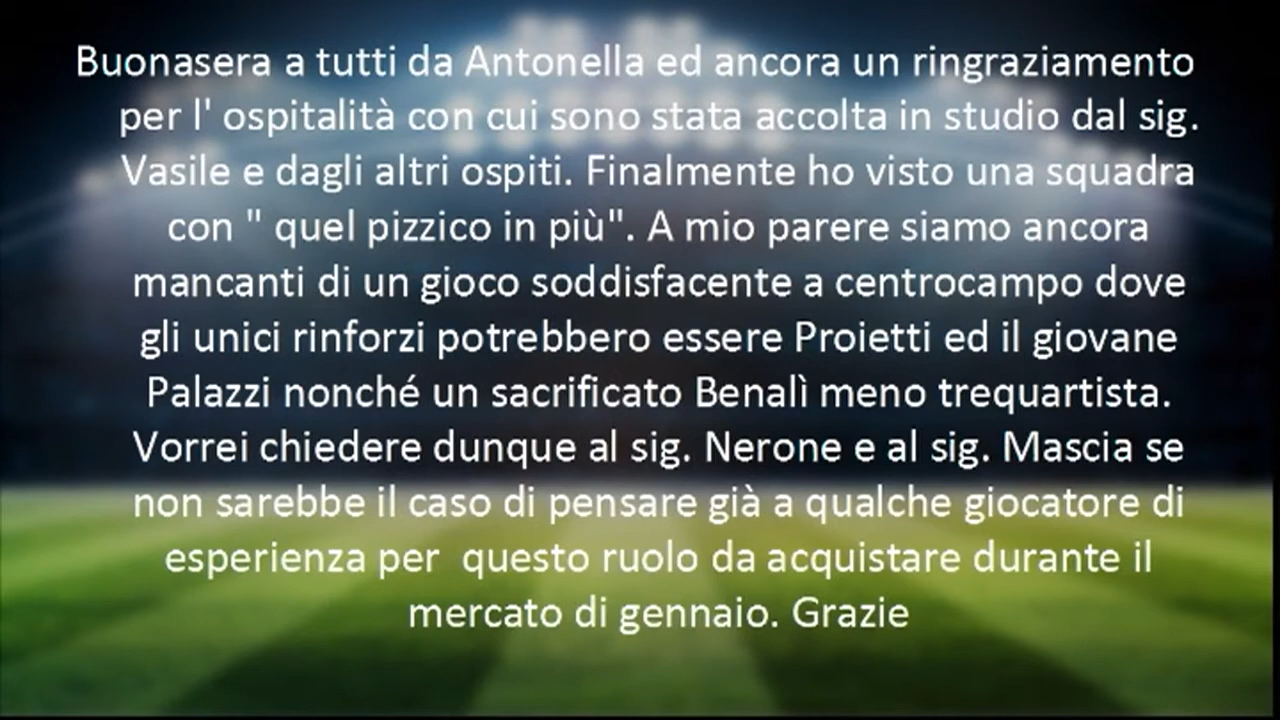 Buonasera a tutti da Antonella ed ancora un ringraziamento
per l' ospitalità con cui sono stata accolta in studio dal sig.
Vasile e dagli altri ospiti. Finalmente ho visto una squadra
con " quel pizzico in più". A mio parere siamo ancora
mancanti di un gioco soddisfacente a centrocampo dove
gli unici rinforzi potrebbero essere Proietti ed il giovane
Palazzi nonché un sacrificato Benalì meno trequartista.
Vorrei chiedere dunque al sig. Nerone e al sig. Mascia se
non sarebbe il caso di pensare già a qualche giocatore di
esperienza per  questo ruolo da acquistare durante il
mercato di gennaio. Grazie